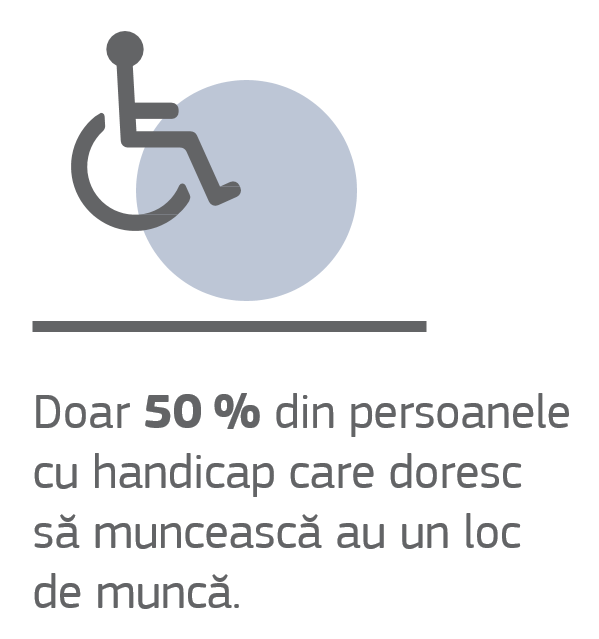 Doar 50 % din persoanele
cu handicap care doresc
să muncească au un loc
de muncă.